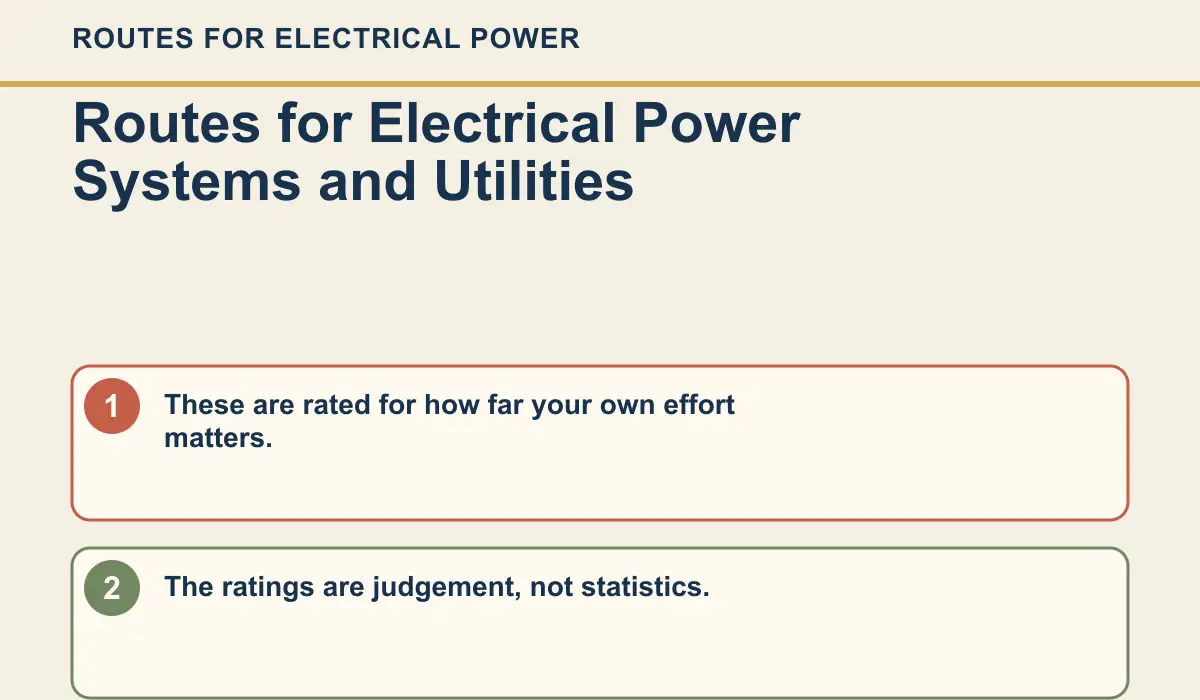 ROUTES FOR ELECTRICAL POWER
Routes for Electrical Power
Systems and Utilities
1
These are rated for how far your own effort
matters.
2
The ratings are judgement, not statistics.